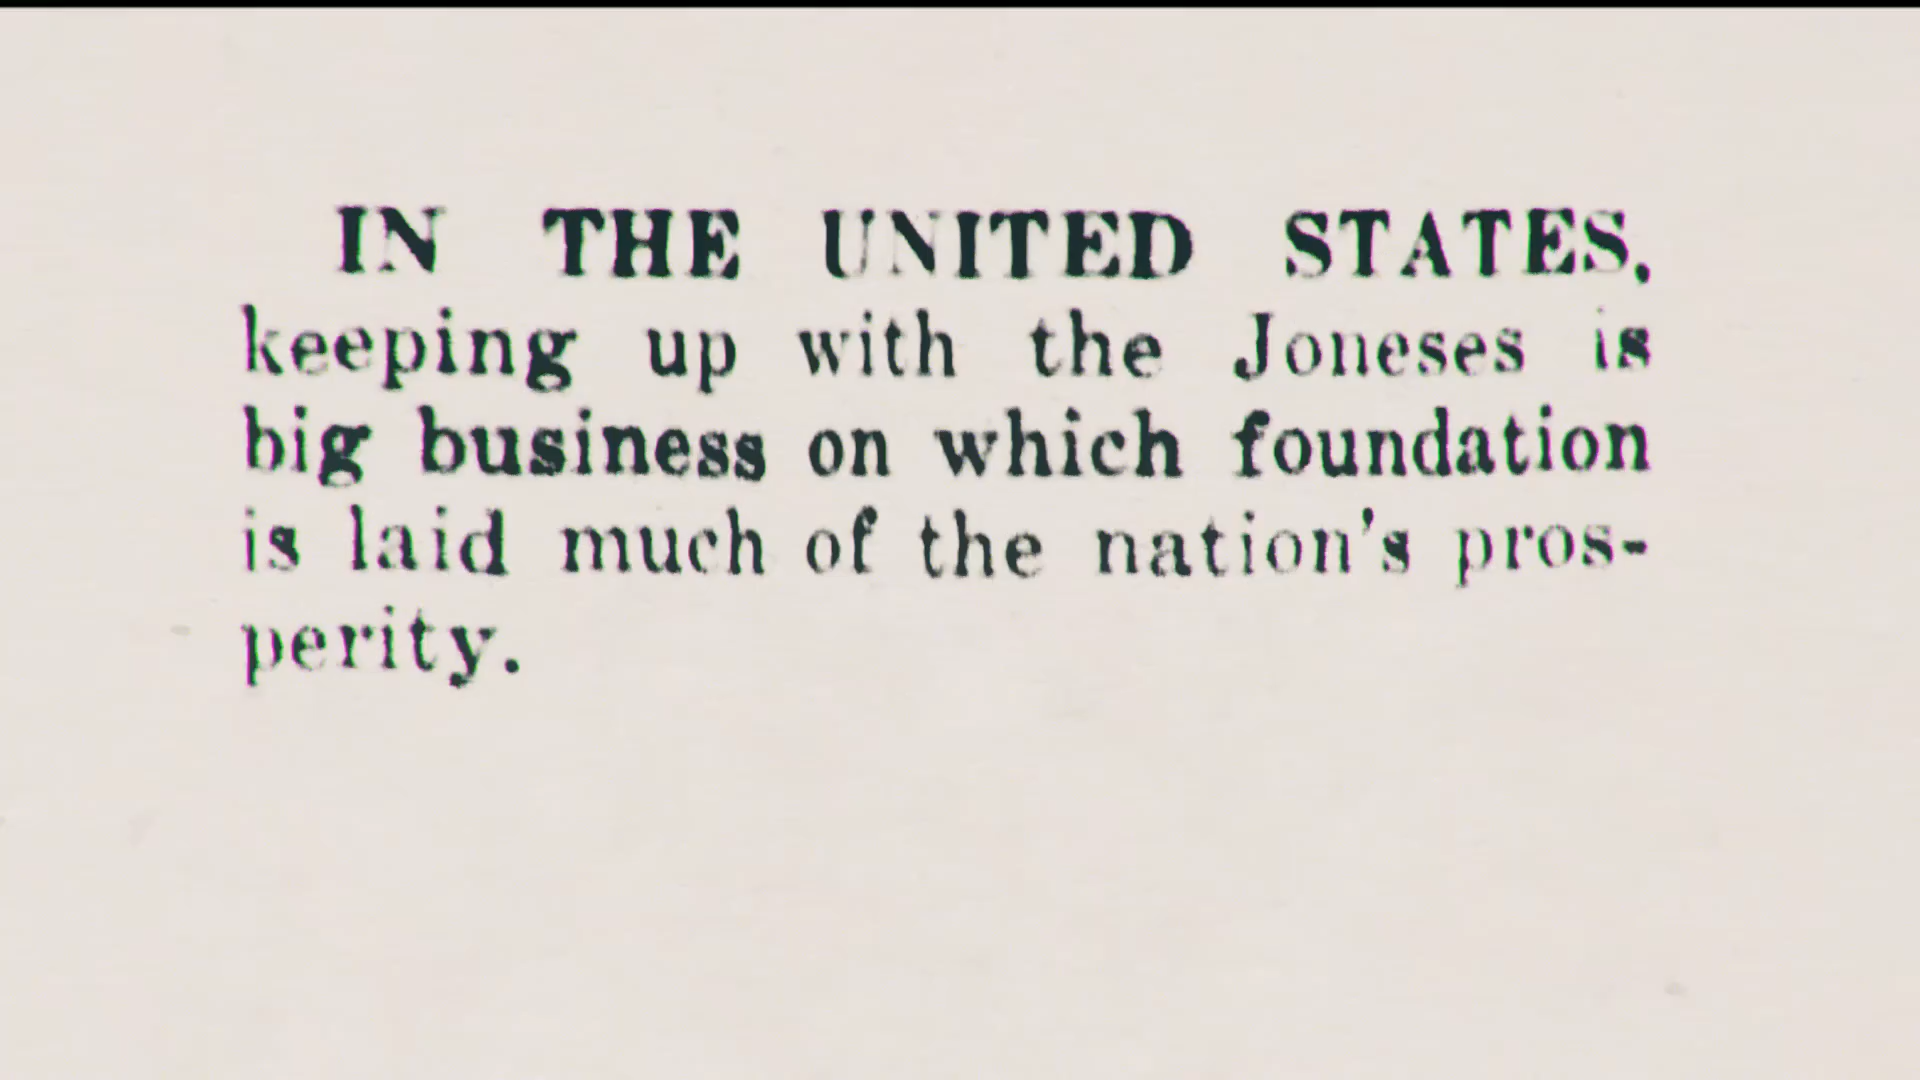 IN THE UNITED STATES,
keeping up with the Joneses is
big business on which foundation
is laid much of the nation's pros-
perity.